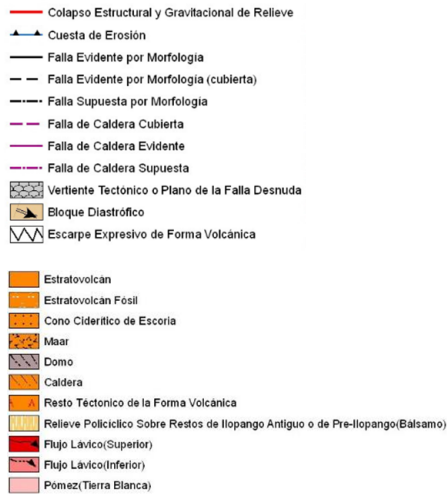 Colapso Estructural y Gravitacional de Relieve
Cuesta de Erosión
Falla Evidente por Morfología
Falla Evidente por Morfología (cubierta)
Falla Supuesta por Morfología
Falla de Caldera Cubierta
Falla de Caldera Evidente
Falla de Caldera Supuesta
Vertiente Tectónico o Plano de la Falla Desnuda
Bloque Diastrófico
Escarpe Expresivo de Forma Volcánica
Estratovolcán
Estratovolcán Fósil
Cono Ciderítico de Escoria
Maar
Domo
Caldera
Resto Téctonico de la Forma Volcánica
Relieve Policíclico Sobre Restos de Ilopango Antiguo o de Pre-Ilopango(Bálsamo)
Flujo Lávico(Superior)
Flujo Lávico(Inferior)
Pómez(Tierra Blanca)